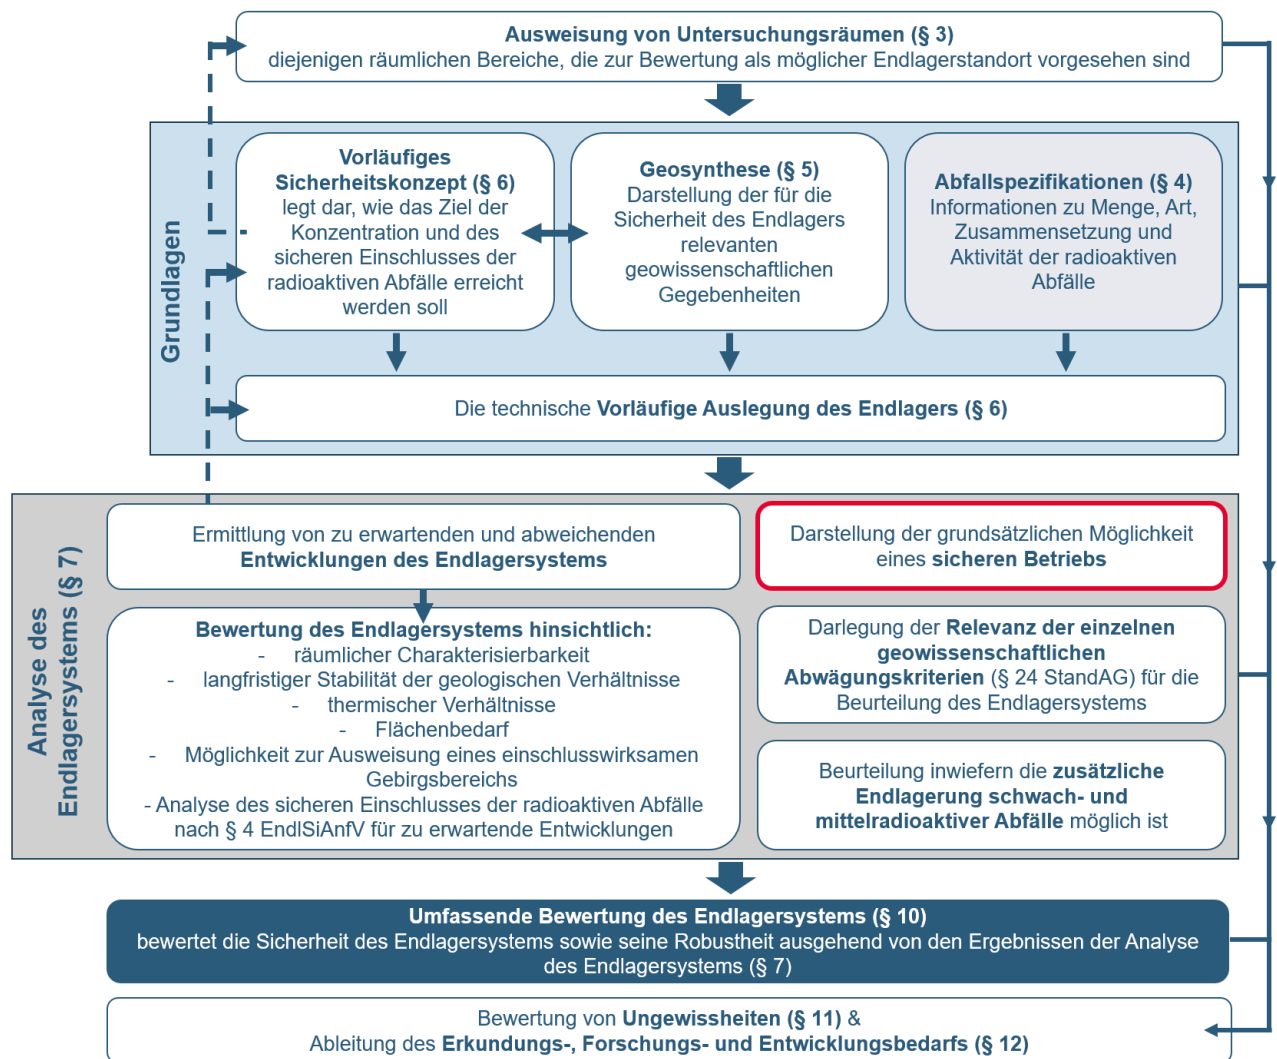 Ausweisung von Untersuchungsräumen (§ 3)
diejenigen räumlichen Bereiche, die zur Bewertung als möglicher Endlagerstandort vorgesehen sind
Grundlagen
Vorläufiges
Sicherheitskonzept (§ 6)
legt dar, wie das Ziel der
Konzentration und des
sicheren Einschlusses der
radioaktiven Abfälle erreicht
werden soll
Geosynthese (§ 5)
Darstellung der für die
Sicherheit des Endlagers
relevanten
geowissenschaftlichen
Gegebenheiten
Abfallspezifikationen (§ 4)
Informationen zu Menge, Art,
Zusammensetzung und
Aktivität der radioaktiven
Abfälle
Die technische Vorläufige Auslegung des Endlagers (§ 6)
Analyse des
Endlagersystems (§ 7)
Ermittlung von zu erwartenden und abweichenden
Entwicklungen des Endlagersystems
Bewertung des Endlagersystems hinsichtlich:
- räumlicher Charakterisierbarkeit
- langfristiger Stabilität der geologischen Verhältnisse
- thermischer Verhältnisse
- Flächenbedarf
- Möglichkeit zur Ausweisung eines einschlusswirksamen
Gebirgsbereichs
- Analyse des sicheren Einschlusses der radioaktiven Abfälle
nach § 4 EndlSiAnfV für zu erwartende Entwicklungen
Darstellung der grundsätzlichen Möglichkeit
eines sicheren Betriebs
Darlegung der Relevanz der einzelnen
geowissenschaftlichen
Abwägungskriterien (§ 24 StandAG) für die
Beurteilung des Endlagersystems
Beurteilung inwiefern die zusätzliche
Endlagerung schwach- und
mittelradioaktiver Abfälle möglich ist
Umfassende Bewertung des Endlagersystems (§ 10)
bewertet die Sicherheit des Endlagersystems sowie seine Robustheit ausgehend von den Ergebnissen der Analyse
des Endlagersystems (§ 7)
Bewertung von Ungewissheiten (§ 11) &
Ableitung des Erkundungs-, Forschungs- und Entwicklungsbedarfs (§ 12)